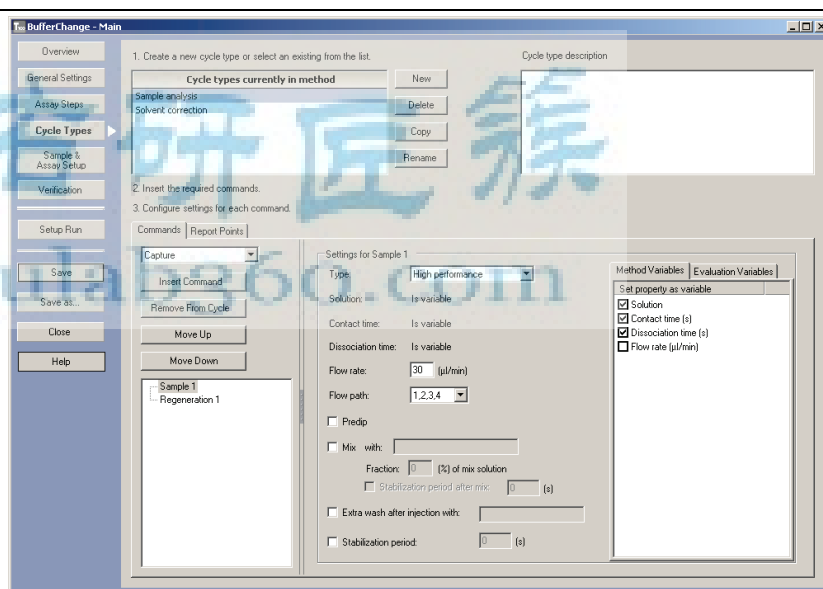 T100 BufferChange - Main
Overview
General Settings
Assay Steps
Cycle Types
Sample &
Assay Setup
Verification
Setup Run
Save
Save as...
Close
Help
1. Create a new cycle type or select an existing from the list.
Cycle types currently in method
Sample analysis
Solvent correction
New
Delete
Copy
Rename
Cycle type description
2. Insert the required commands.
3. Configure settings for each command.
Commands
Report Points
Capture
Insert Command
Remove From Cycle
Move Up
Move Down
Sample 1
Regeneration 1
Settings for Sample 1
Type: High performance
Solution: Is variable
Contact time: Is variable
Dissociation time: Is variable
Flow rate: 30 (µl/min)
Flow path: 1,2,3,4
Predip
Mix with:
Fraction: 0 (%) of mix solution
Stabilization period after mix: 0 (s)
Extra wash after injection with:
Stabilization period: 0 (s)
Method Variables
Evaluation Variables
Set property as variable
Solution
Contact time (s)
Dissociation time (s)
Flow rate (µl/min)
研匠簇
ulab360.com